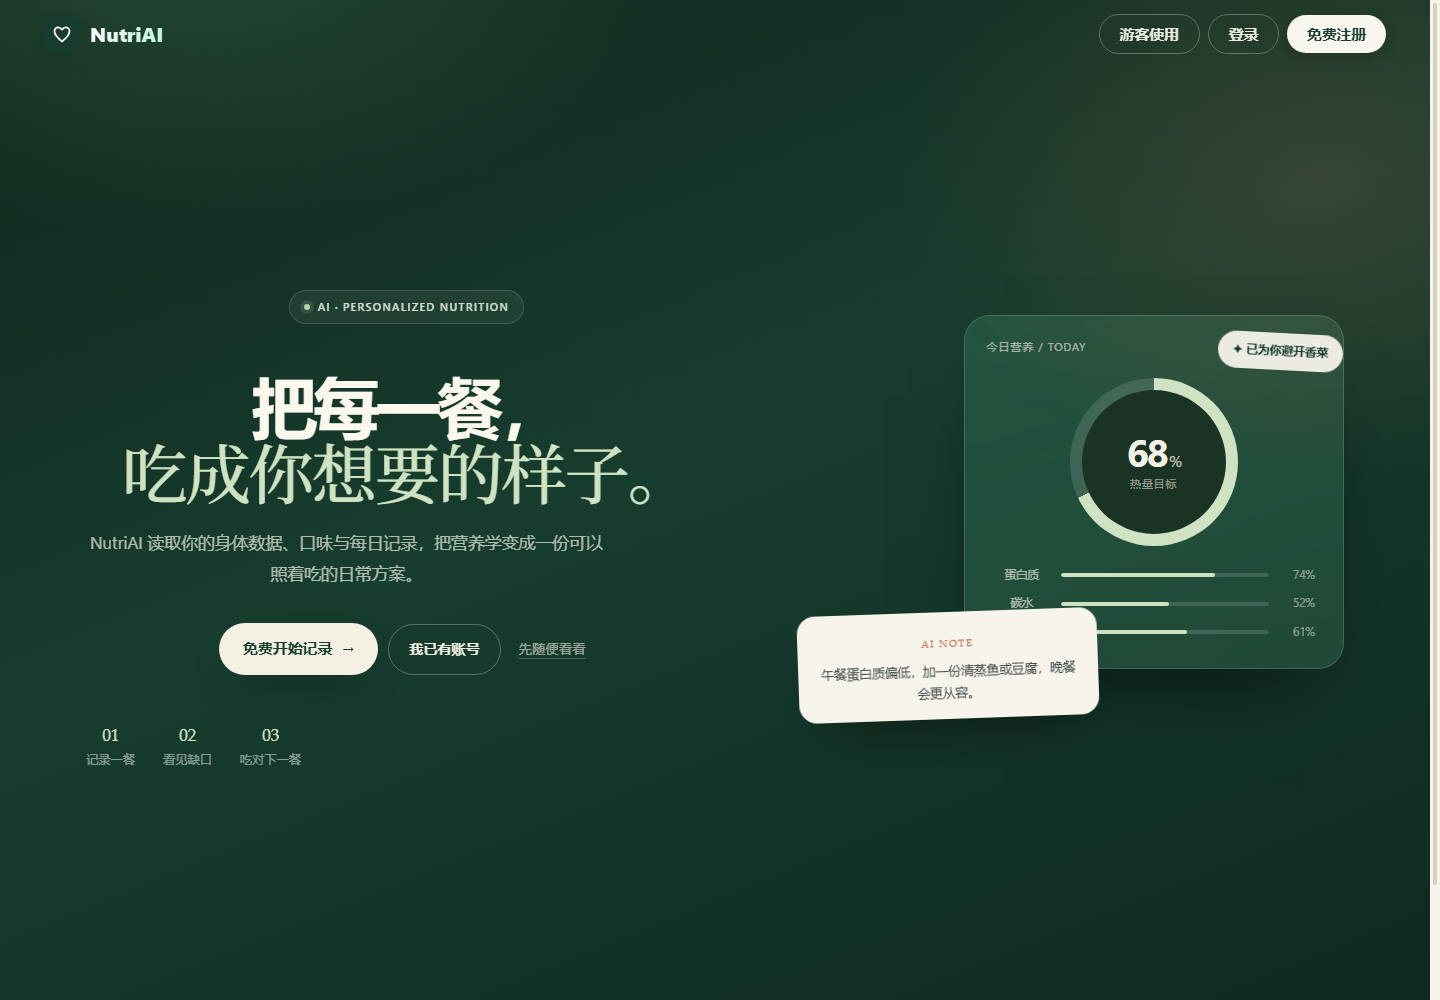 NutriAI
游客使用
登录
免费注册
AI · PERSONALIZED NUTRITION
把每一餐，
吃成你想要的样子。
NutriAI 读取你的身体数据、口味与每日记录，把营养学变成一份可以
照着吃的日常方案。
免费开始记录 →
我已有账号
先随便看看
01
记录一餐
02
看见缺口
03
吃对下一餐
今日营养 / TODAY
✦ 已为你避开香菜
68%
热量目标
蛋白质
74%
碳水
52%
61%
AI NOTE
午餐蛋白质偏低，加一份清蒸鱼或豆腐，晚餐
会更从容。